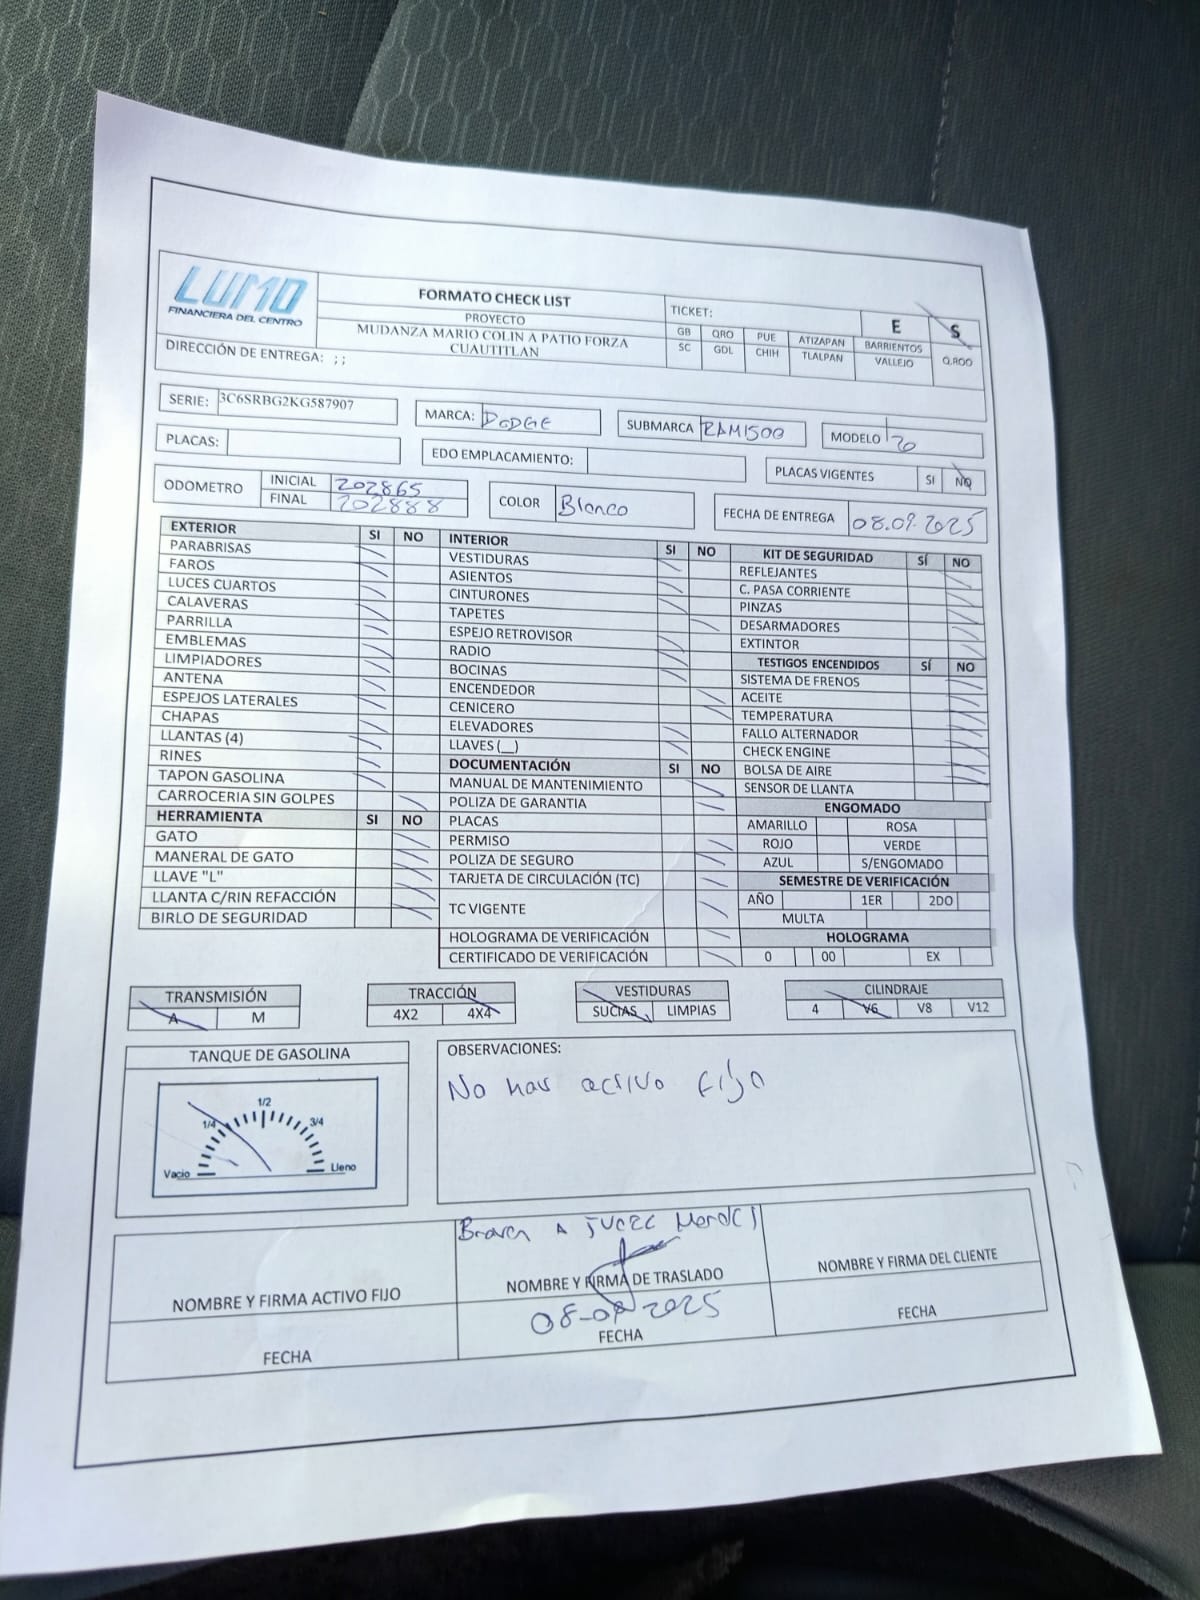 LUMO
FINANCIERA DEL CENTRO
FORMATO CHECK LIST
PROYECTO
MUDANZA MARIO COLIN A PATIO FORZA
CUAUTITLAN
TICKET:
E S
GB QRO PUE ATIZAPAN BARRIENTOS Q.ROO
SC GDL CHIH TLALPAN VALLEJO
DIRECCIÓN DE ENTREGA: ; ;
SERIE: 3C6SRBG2KG587907
MARCA: DODGE
SUBMARCA RAM1500
MODELO 20
PLACAS:
EDO EMPLACAMIENTO:
PLACAS VIGENTES SI NO
ODOMETRO
INICIAL 202865
FINAL 202888
COLOR Blanco
FECHA DE ENTREGA 08.09.2025
EXTERIOR SI NO
PARABRISAS
FAROS
LUCES CUARTOS
CALAVERAS
PARRILLA
EMBLEMAS
LIMPIADORES
ANTENA
ESPEJOS LATERALES
CHAPAS
LLANTAS (4)
RINES
TAPON GASOLINA
CARROCERIA SIN GOLPES
HERRAMIENTA SI NO
GATO
MANERAL DE GATO
LLAVE "L"
LLANTA C/RIN REFACCIÓN
BIRLO DE SEGURIDAD
INTERIOR SI NO
VESTIDURAS
ASIENTOS
CINTURONES
TAPETES
ESPEJO RETROVISOR
RADIO
BOCINAS
ENCENDEDOR
CENICERO
ELEVADORES
LLAVES (__)
DOCUMENTACIÓN SI NO
MANUAL DE MANTENIMIENTO
POLIZA DE GARANTIA
PLACAS
PERMISO
POLIZA DE SEGURO
TARJETA DE CIRCULACIÓN (TC)
TC VIGENTE
HOLOGRAMA DE VERIFICACIÓN
CERTIFICADO DE VERIFICACIÓN
KIT DE SEGURIDAD SÍ NO
REFLEJANTES
C. PASA CORRIENTE
PINZAS
DESARMADORES
EXTINTOR
TESTIGOS ENCENDIDOS SÍ NO
SISTEMA DE FRENOS
ACEITE
TEMPERATURA
FALLO ALTERNADOR
CHECK ENGINE
BOLSA DE AIRE
SENSOR DE LLANTA
ENGOMADO
AMARILLO ROSA
ROJO VERDE
AZUL S/ENGOMADO
SEMESTRE DE VERIFICACIÓN
AÑO 1ER 2DO
MULTA
HOLOGRAMA
0 00 EX
TRANSMISIÓN
A M
TRACCIÓN
4X2 4X4
VESTIDURAS
SUCIAS LIMPIAS
CILINDRAJE
4 V6 V8 V12
TANQUE DE GASOLINA
Vacio 1/4 1/2 3/4 Lleno
OBSERVACIONES:
No hay activo fijo
NOMBRE Y FIRMA ACTIVO FIJO
FECHA
NOMBRE Y FIRMA DE TRASLADO
08-09-2025
FECHA
NOMBRE Y FIRMA DEL CLIENTE
FECHA